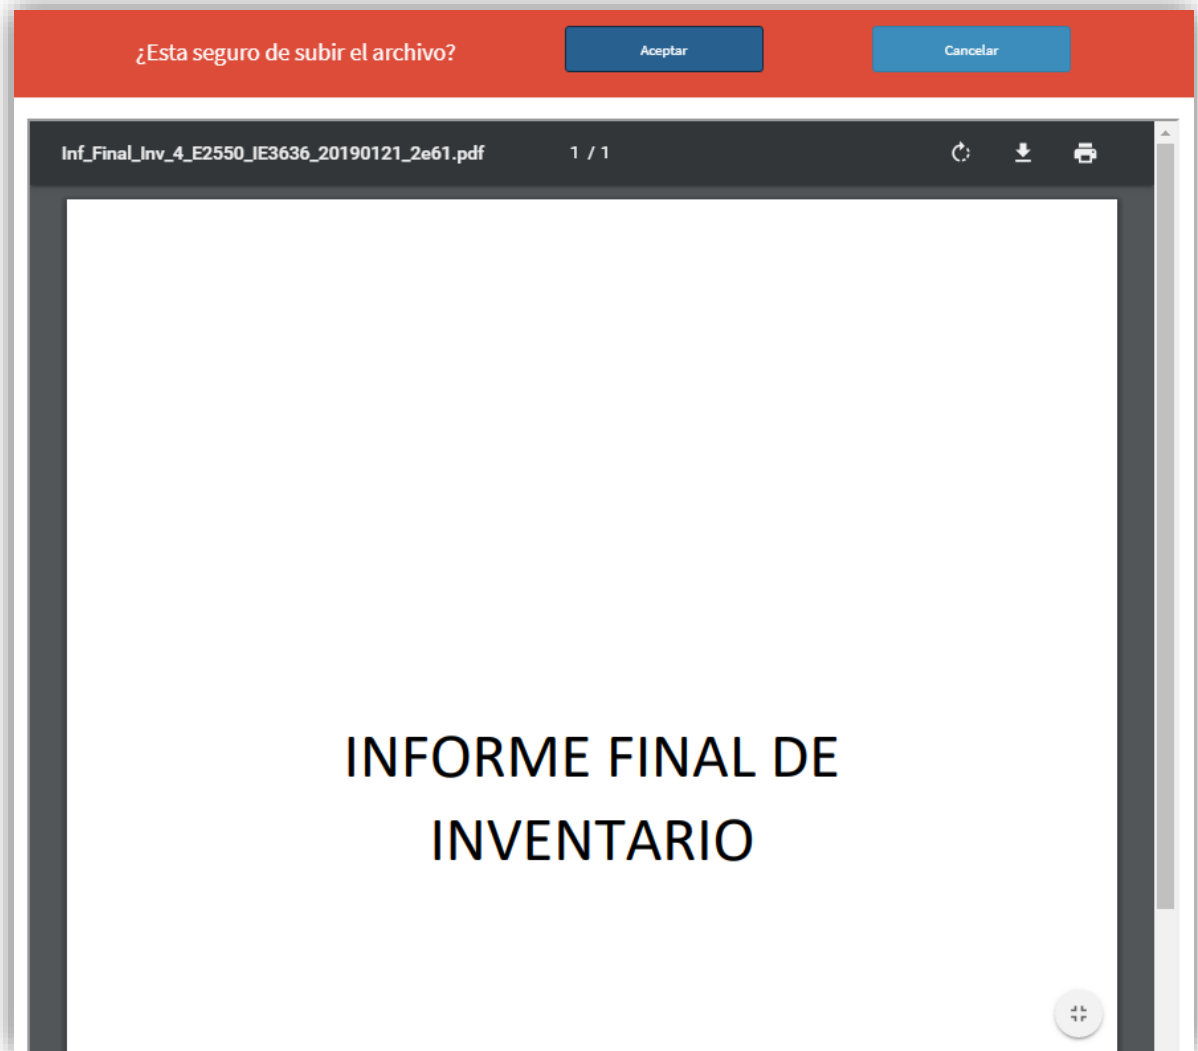 ¿Esta seguro de subir el archivo? Aceptar Cancelar
Inf_Final_Inv_4_E2550_IE3636_20190121_2e61.pdf 1 / 1
INFORME FINAL DE
INVENTARIO